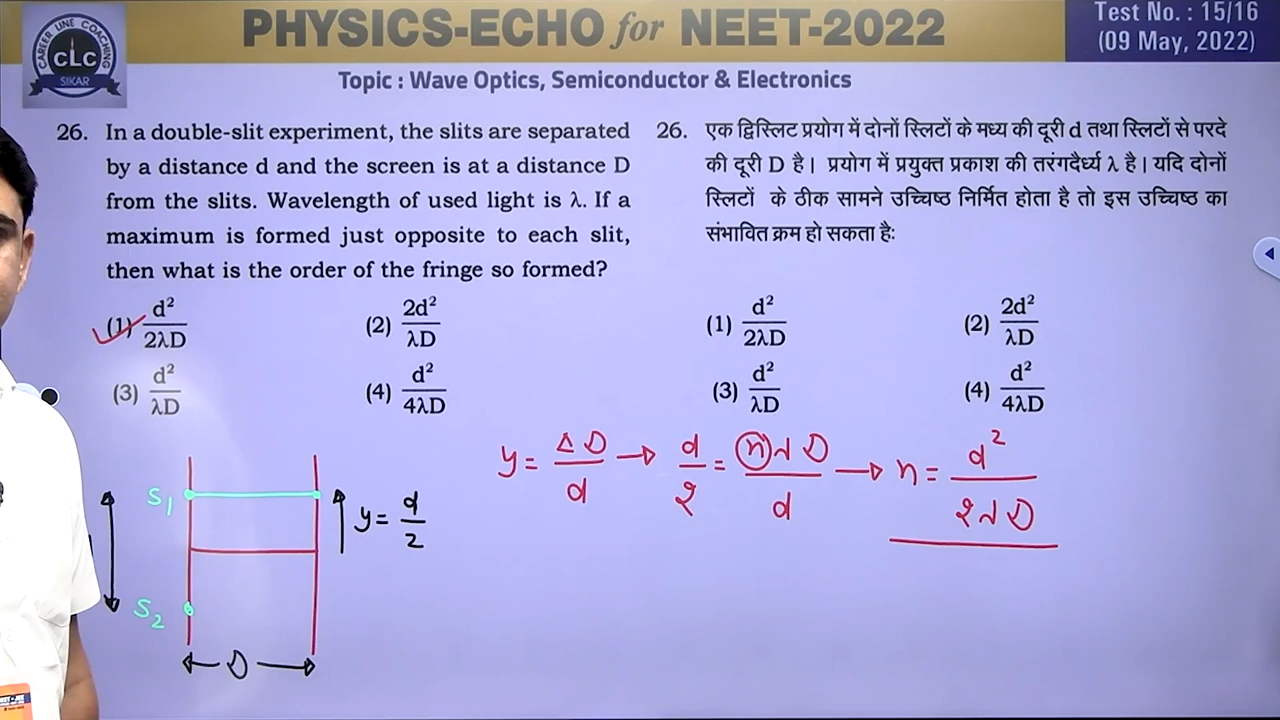 PHYSICS-ECHO for NEET-2022
Test No. : 15/16
(09 May, 2022)
CAREER LINE COACHING
CLC
SIKAR
Topic : Wave Optics, Semiconductor & Electronics
26. In a double-slit experiment, the slits are separated
by a distance d and the screen is at a distance D
from the slits. Wavelength of used light is λ. If a
maximum is formed just opposite to each slit,
then what is the order of the fringe so formed?
(1) d²/2λD (2) 2d²/λD
(3) d²/λD (4) d²/4λD
26. एक द्विस्लिट प्रयोग में दोनों स्लिटों के मध्य की दूरी d तथा स्लिटों से परदे
की दूरी D है। प्रयोग में प्रयुक्त प्रकाश की तरंगदैर्ध्य λ है। यदि दोनों
स्लिटों के ठीक सामने उच्चिष्ठ निर्मित होता है तो इस उच्चिष्ठ का
संभावित क्रम हो सकता हैः
(1) d²/2λD (2) 2d²/λD
(3) d²/λD (4) d²/4λD
y = ΔD/d → d/2 = nλD/d → n = d²/2λD
S₁
y = d/2
S₂
D